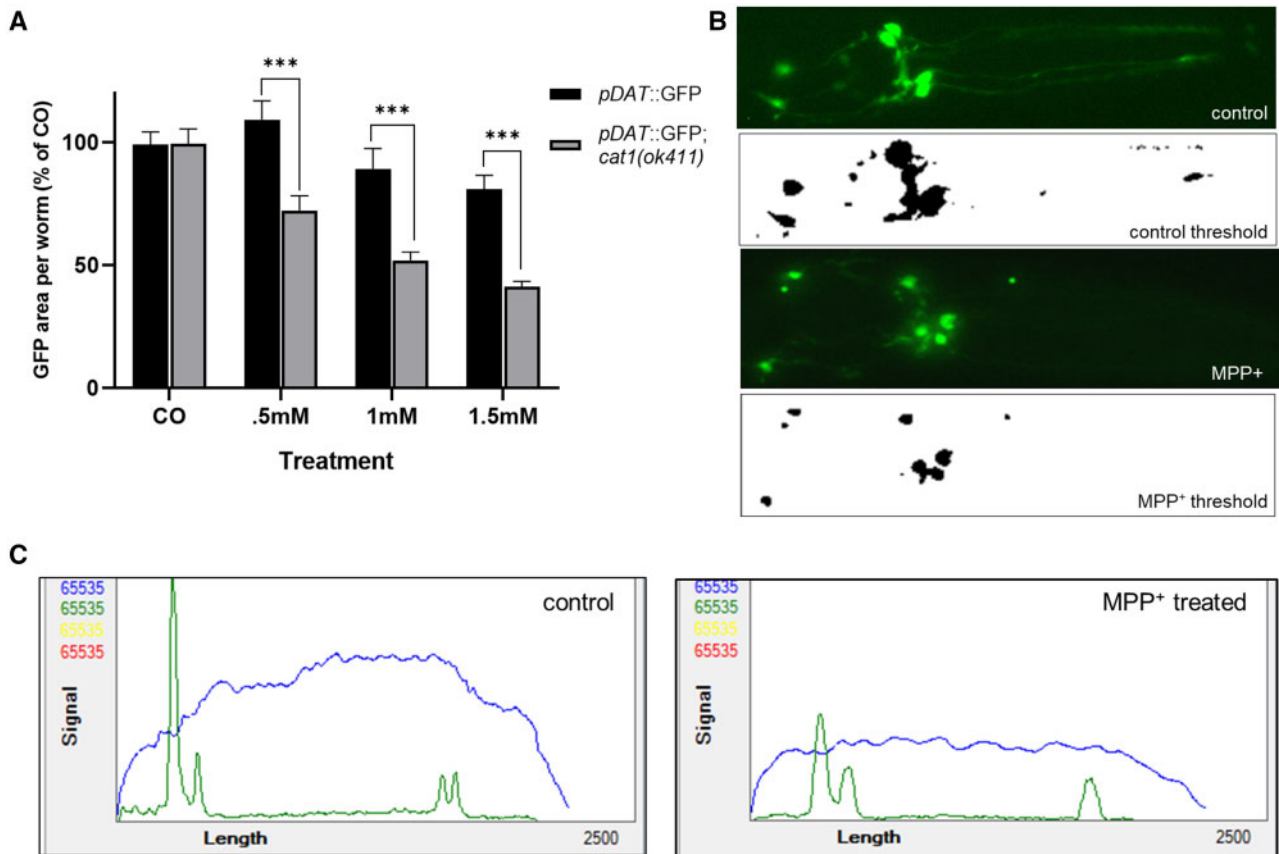 A
GFP area per worm (% of CO)
100
50
0
***
***
***
CO
.5mM
1mM
1.5mM
Treatment
pDAT::GFP
pDAT::GFP;
cat1(ok411)
B
control
control threshold
MPP+
MPP⁺ threshold
C
65535
65535
65535
65535
Signal
control
Length
2500
65535
65535
65535
65535
Signal
MPP⁺ treated
Length
2500